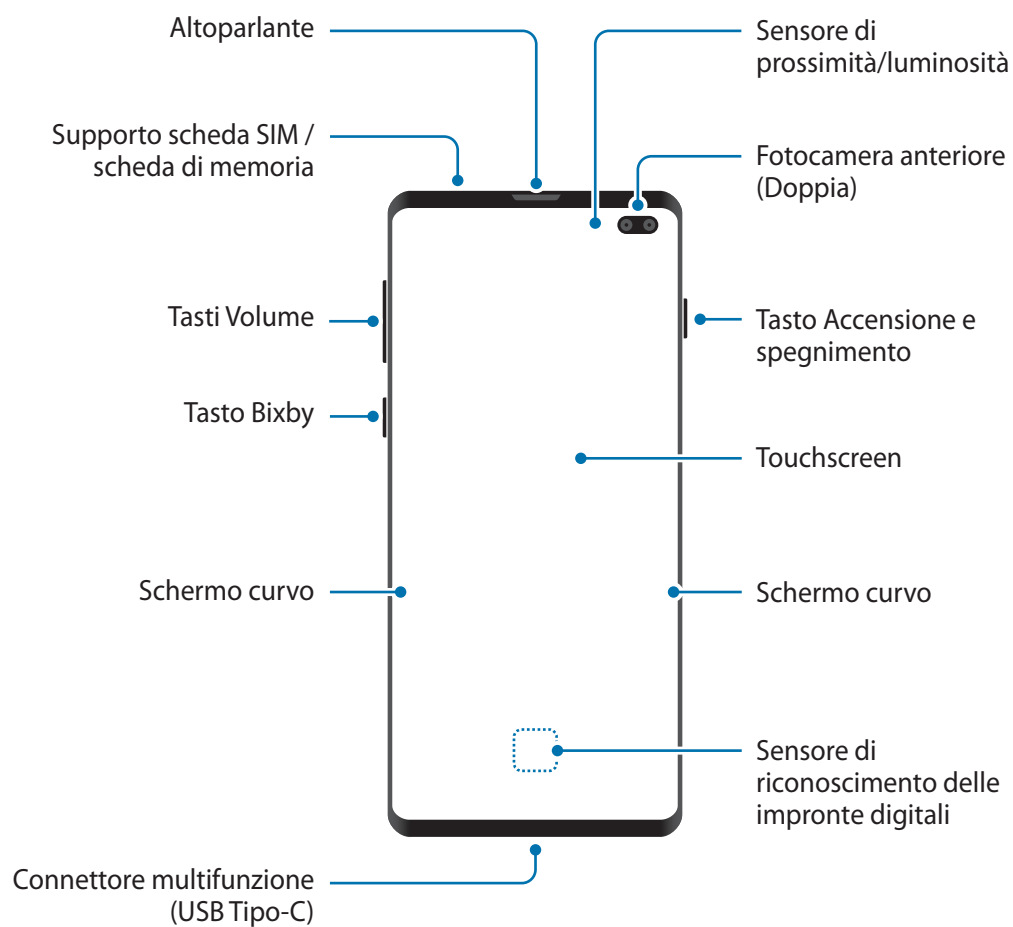 Altoparlante
Supporto scheda SIM /
scheda di memoria
Tasti Volume
Tasto Bixby
Schermo curvo
Connettore multifunzione
(USB Tipo-C)
Sensore di
prossimità/luminosità
Fotocamera anteriore
(Doppia)
Tasto Accensione e
spegnimento
Touchscreen
Schermo curvo
Sensore di
riconoscimento delle
impronte digitali